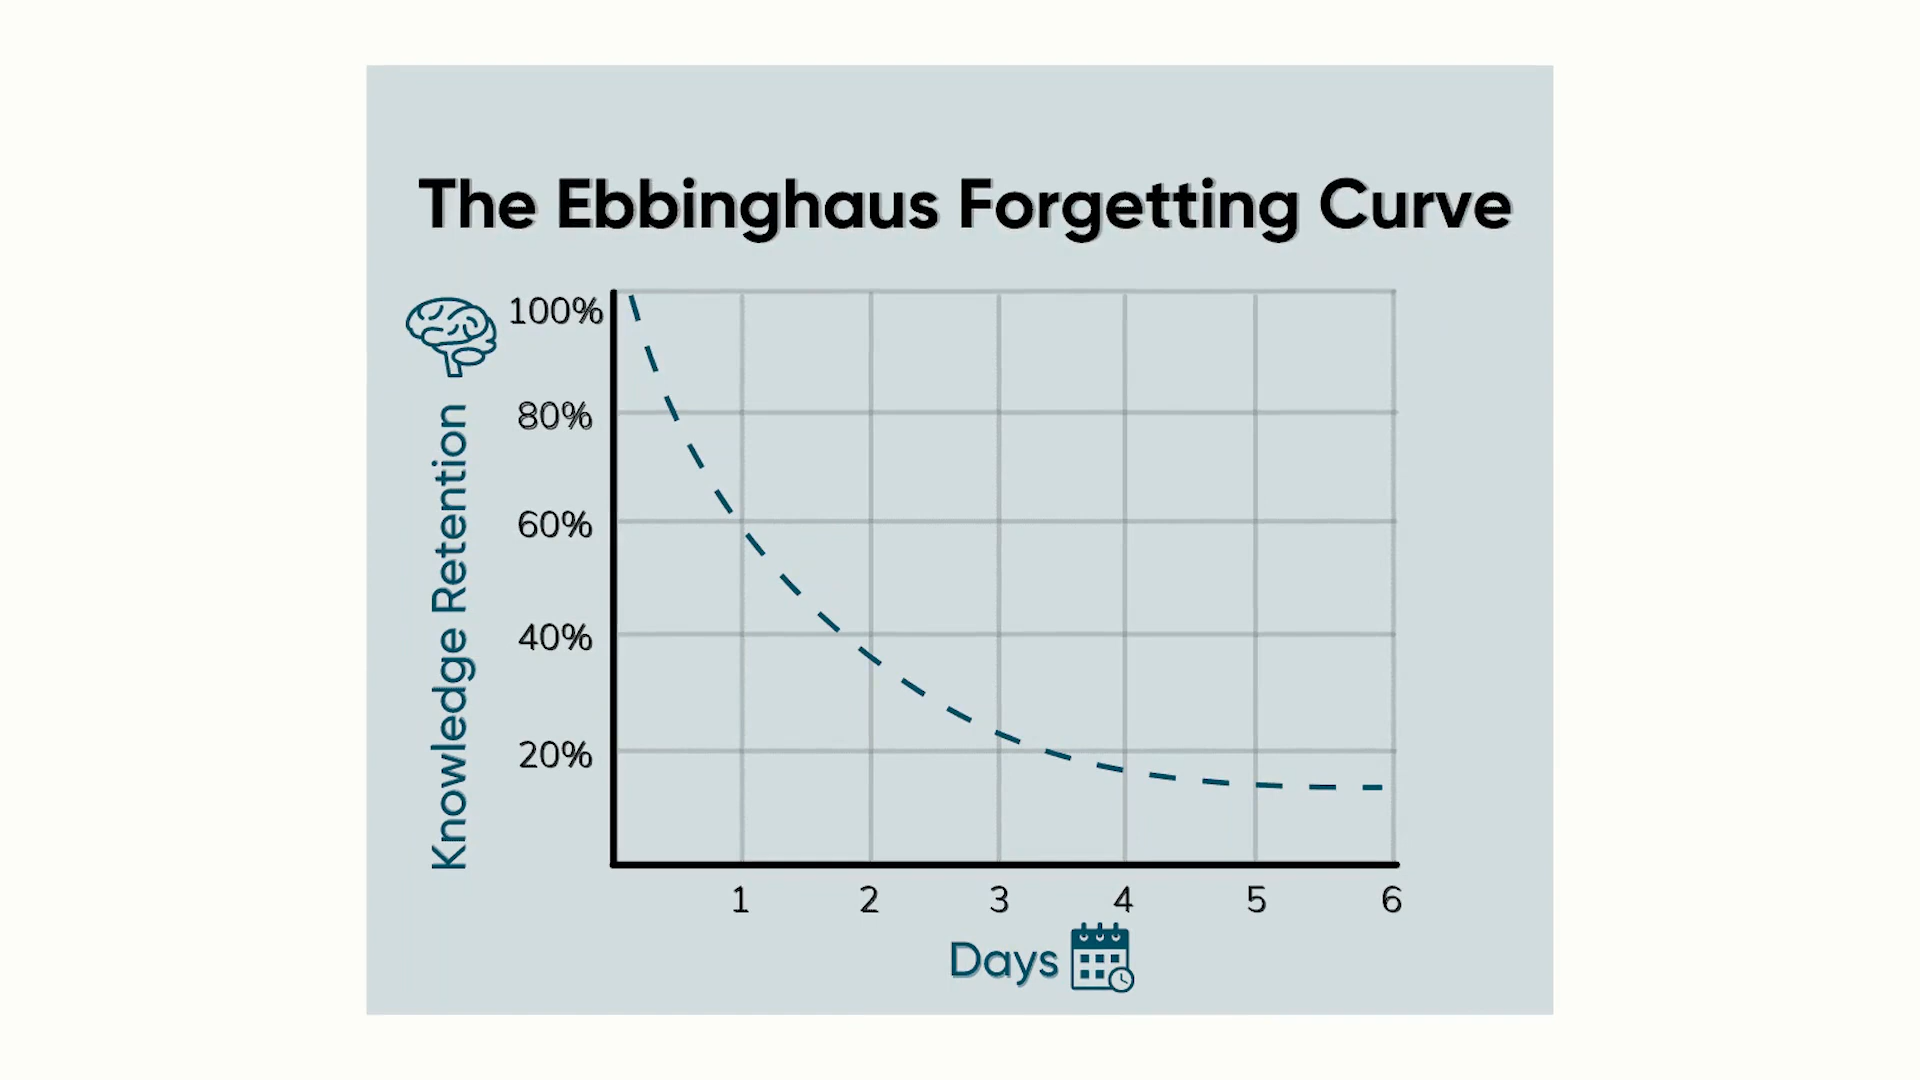 The Ebbinghaus Forgetting Curve
Knowledge Retention
100%
80%
60%
40%
20%
1 2 3 4 5 6
Days